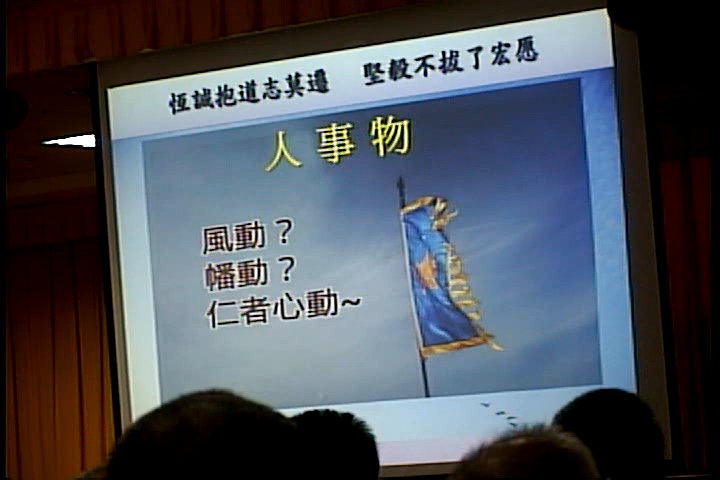 恆誠抱道志莫邊　堅毅不拔了宏愿
人事物
風動？
幡動？
仁者心動~